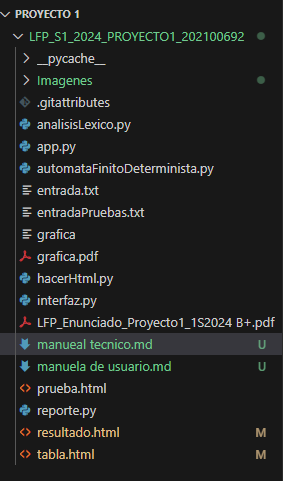 PROYECTO 1
LFP_S1_2024_PROYECTO1_202100692
__pycache__
Imagenes
.gitattributes
analisisLexico.py
app.py
automataFinitoDeterminista.py
entrada.txt
entradaPruebas.txt
grafica
grafica.pdf
hacerHtml.py
interfaz.py
LFP_Enunciado_Proyecto1_1S2024 B+.pdf
manueal tecnico.md U
manuela de usuario.md U
prueba.html
reporte.py
resultado.html M
tabla.html M